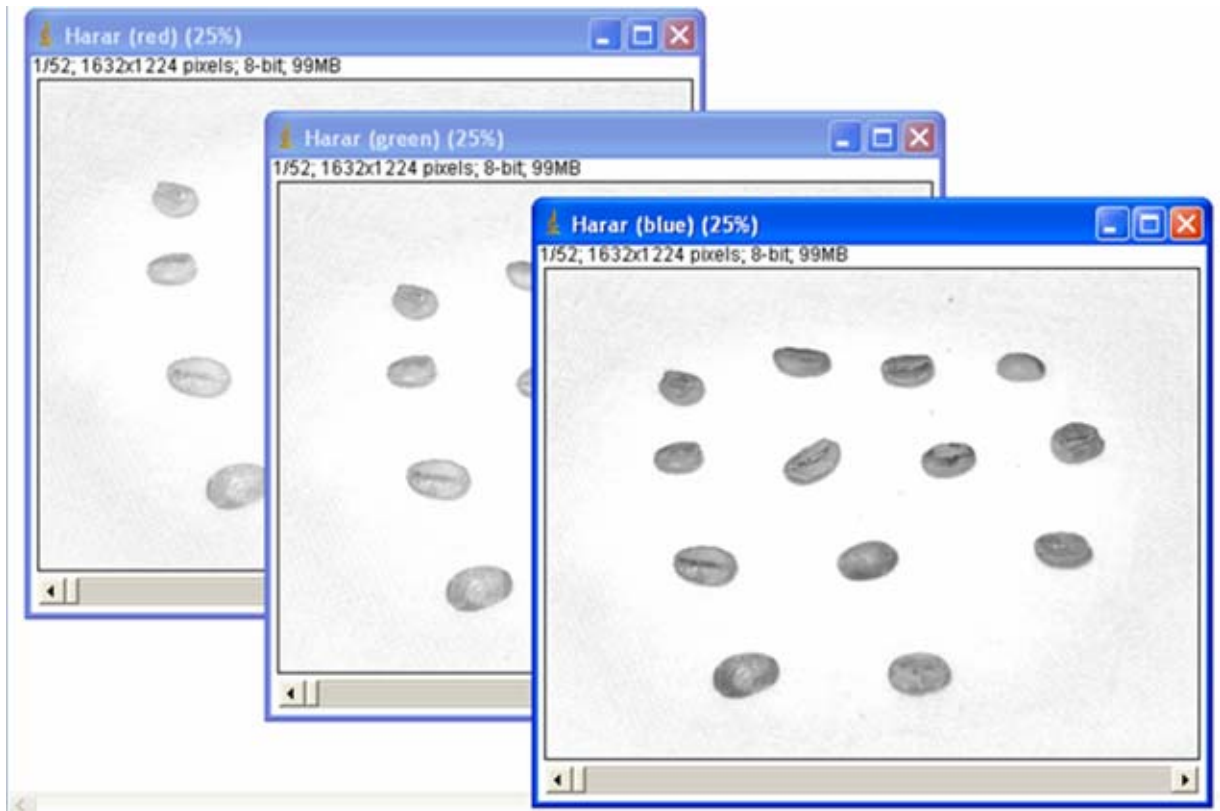 Harar (red) (25%)
1/52; 1632x1224 pixels; 8-bit; 99MB
Harar (green) (25%)
1/52; 1632x1224 pixels; 8-bit; 99MB
Harar (blue) (25%)
1/52; 1632x1224 pixels; 8-bit; 99MB